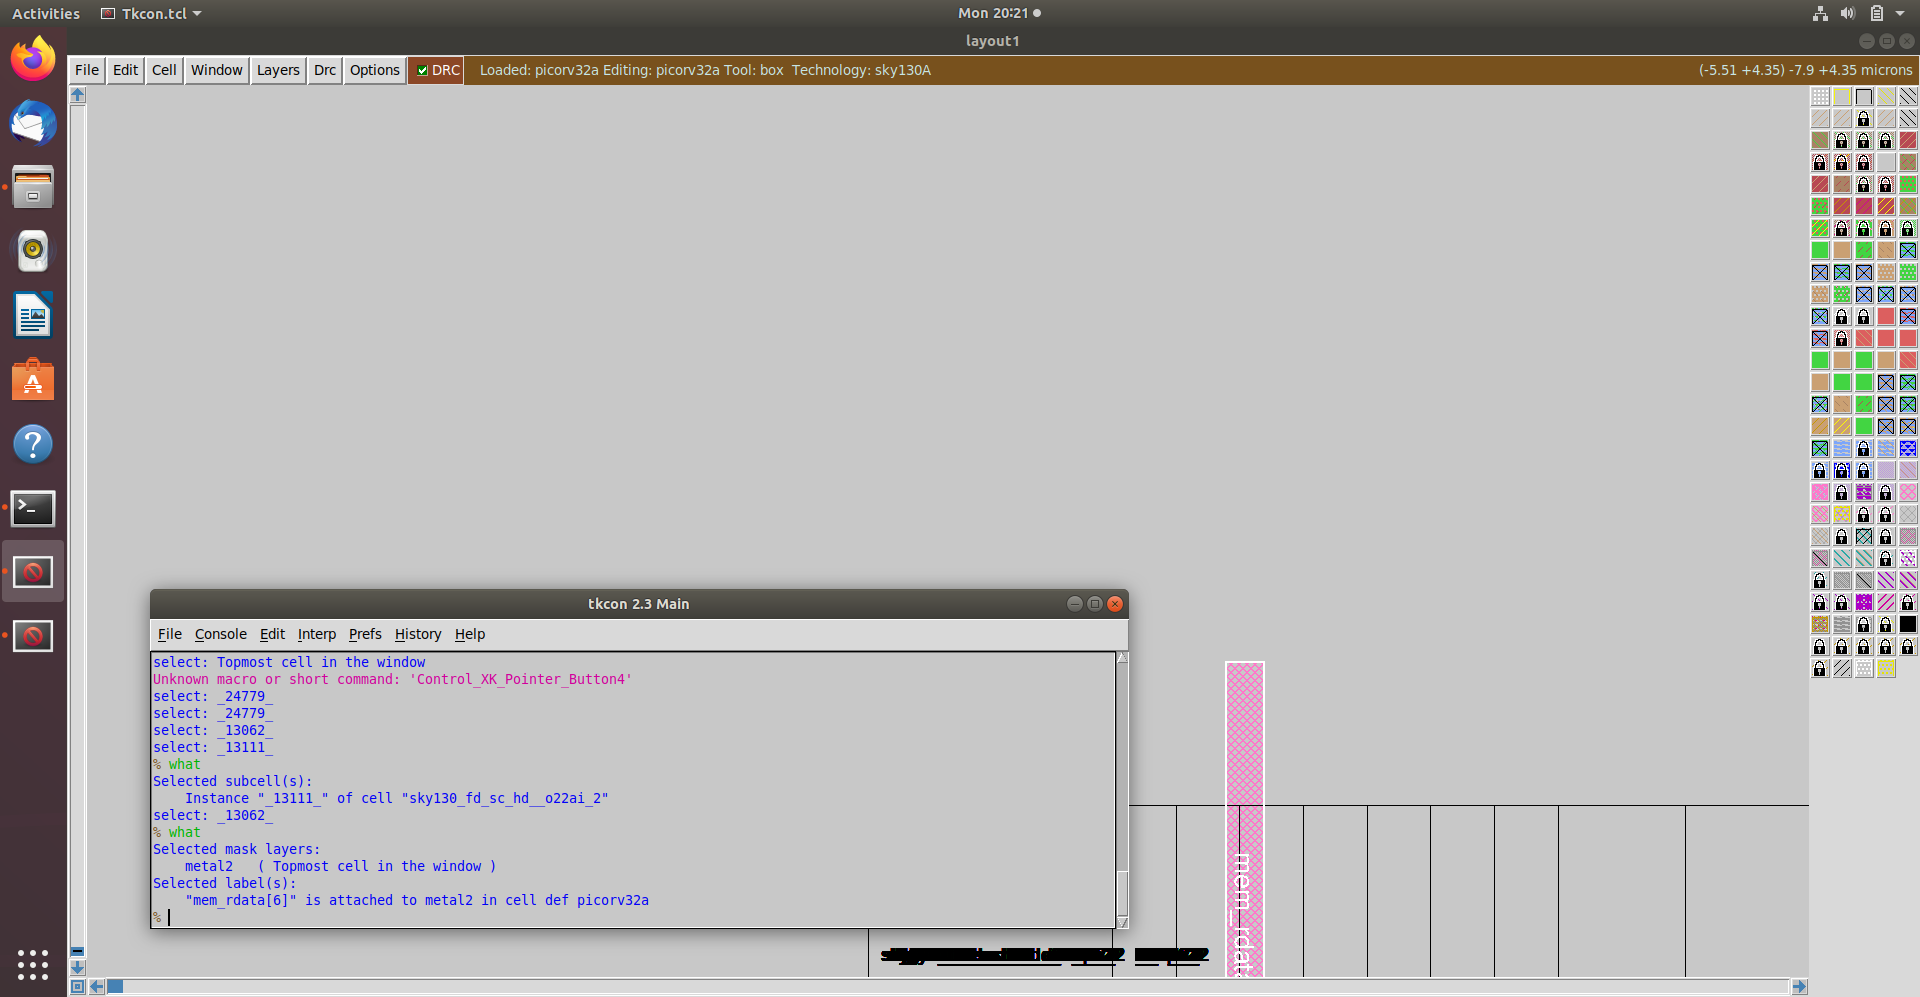 Activities Tkcon.tcl Mon 20:21
layout1
File Edit Cell Window Layers Drc Options DRC Loaded: picorv32a Editing: picorv32a Tool: box Technology: sky130A (-5.51 +4.35) -7.9 +4.35 microns
tkcon 2.3 Main
File Console Edit Interp Prefs History Help
select: Topmost cell in the window
Unknown macro or short command: 'Control_XK_Pointer_Button4'
select: _24779_
select: _24779_
select: _13062_
select: _13111_
% what
Selected subcell(s):
Instance "_13111_" of cell "sky130_fd_sc_hd__o22ai_2"
select: _13062_
% what
Selected mask layers:
metal2 ( Topmost cell in the window )
Selected label(s):
"mem_rdata[6]" is attached to metal2 in cell def picorv32a
%